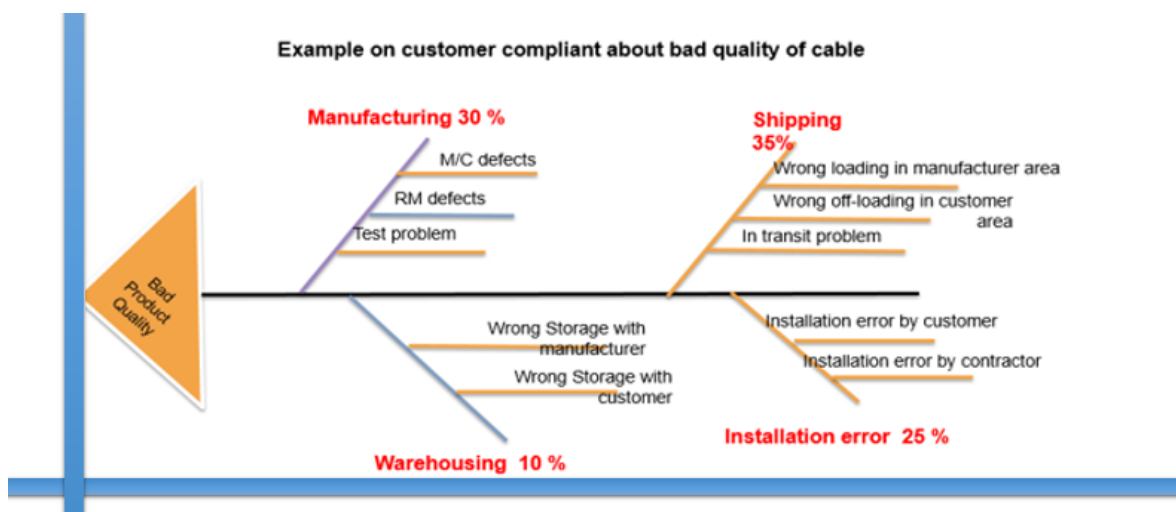 Example on customer compliant about bad quality of cable
Manufacturing 30 %
M/C defects
RM defects
Test problem
Shipping
35%
Wrong loading in manufacturer area
Wrong off-loading in customer
area
In transit problem
Bad
Product
Quality
Wrong Storage with
manufacturer
Wrong Storage with
customer
Warehousing 10 %
Installation error by customer
Installation error by contractor
Installation error 25 %